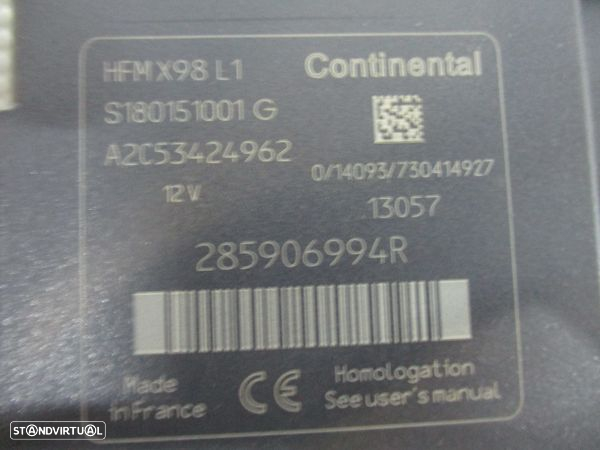 HFM X98 L1
Continental
S180151001 G
A2C53424962
0/14093/730414927
12V
13057
285906994R
Made
in France
CE
Homologation
See user's manual
STANDVIRTUAL